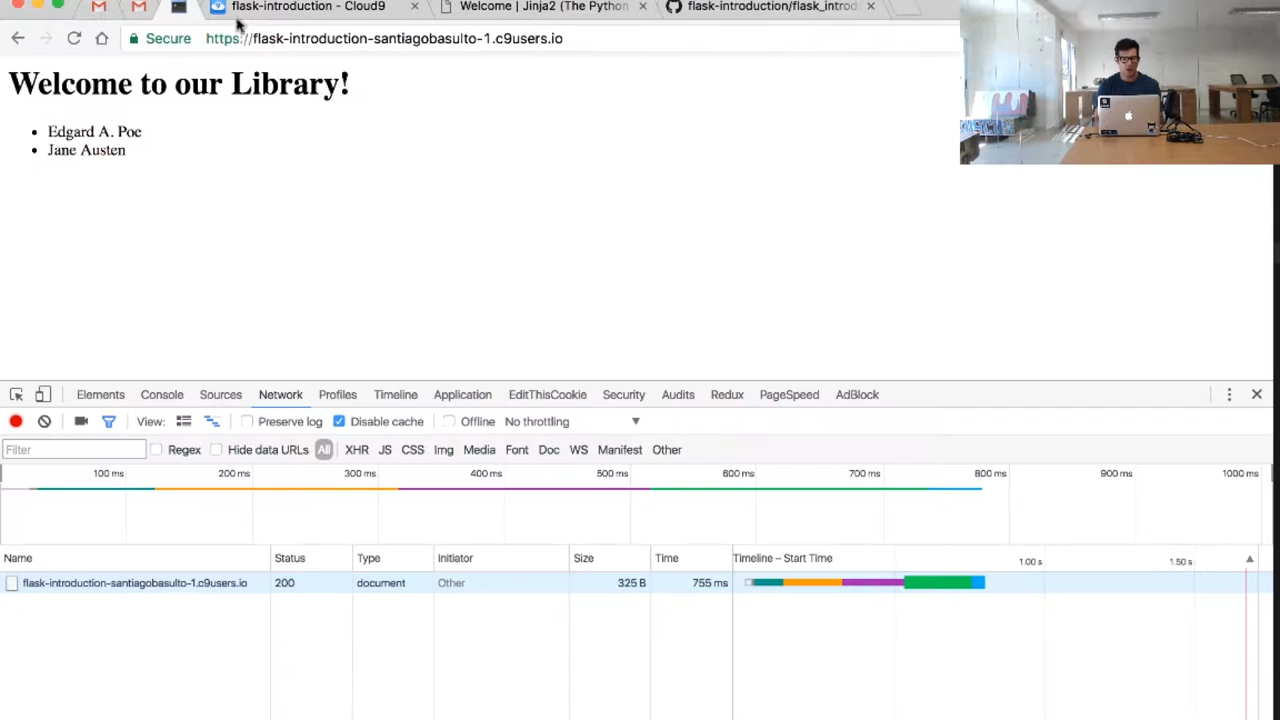 flask-introduction - Cloud9 × Welcome | Jinja2 (The Python × flask-introduction/flask_introd ×
Secure https://flask-introduction-santiagobasulto-1.c9users.io
Welcome to our Library!
• Edgard A. Poe
• Jane Austen
Elements Console Sources Network Profiles Timeline Application EditThisCookie Security Audits Redux PageSpeed AdBlock
View: Preserve log Disable cache Offline No throttling
Filter Regex Hide data URLs All XHR JS CSS Img Media Font Doc WS Manifest Other
100 ms 200 ms 300 ms 400 ms 500 ms 600 ms 700 ms 800 ms 900 ms 1000 ms
Name Status Type Initiator Size Time Timeline – Start Time 1.00 s 1.50 s
flask-introduction-santiagobasulto-1.c9users.io 200 document Other 325 B 755 ms